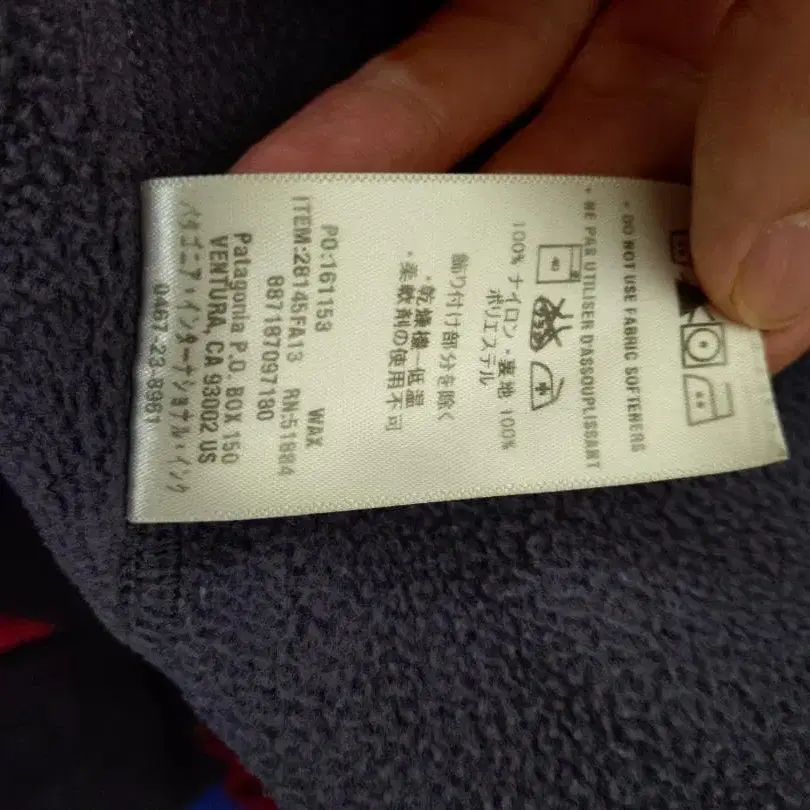 • DO NOT USE FABRIC SOFTENERS
• NE PAS UTILISER D'ASSOUPLISSANT
100% ナイロン・裏地 100%
ポリエステル
飾り付け部分を除く
・乾燥機—低温
・柔軟剤の使用不可
PO:161153 WAX
ITEM:28145FA13 RN-51884
887187097180
Patagonia P.O. BOX 150
VENTURA, CA 93002 US
パタゴニア・インターナショナル・インク
0467-23-8961